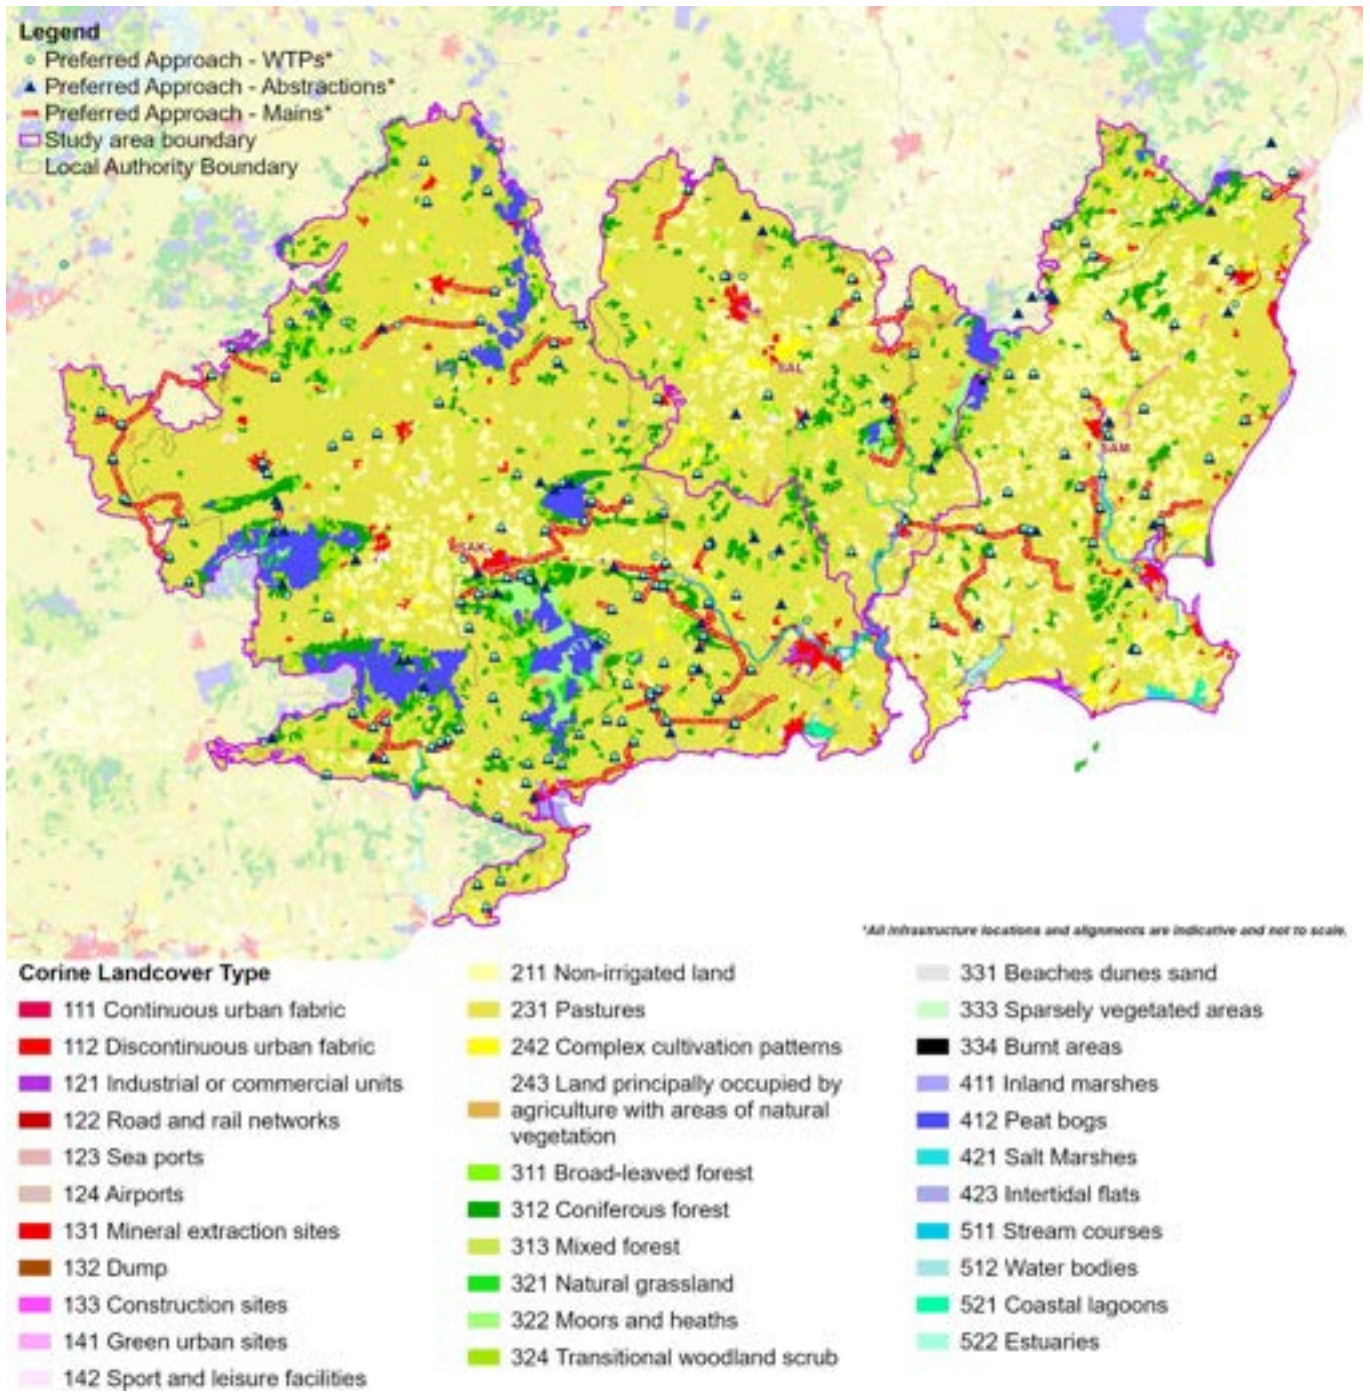 Legend
Preferred Approach - WTPs*
Preferred Approach - Abstractions*
Preferred Approach - Mains*
Study area boundary
Local Authority Boundary
SAL
SAM
SAK
*All infrastructure locations and alignments are indicative and not to scale.
Corine Landcover Type
111 Continuous urban fabric
112 Discontinuous urban fabric
121 Industrial or commercial units
122 Road and rail networks
123 Sea ports
124 Airports
131 Mineral extraction sites
132 Dump
133 Construction sites
141 Green urban sites
142 Sport and leisure facilities
211 Non-irrigated land
231 Pastures
242 Complex cultivation patterns
243 Land principally occupied by
agriculture with areas of natural
vegetation
311 Broad-leaved forest
312 Coniferous forest
313 Mixed forest
321 Natural grassland
322 Moors and heaths
324 Transitional woodland scrub
331 Beaches dunes sand
333 Sparsely vegetated areas
334 Burnt areas
411 Inland marshes
412 Peat bogs
421 Salt Marshes
423 Intertidal flats
511 Stream courses
512 Water bodies
521 Coastal lagoons
522 Estuaries